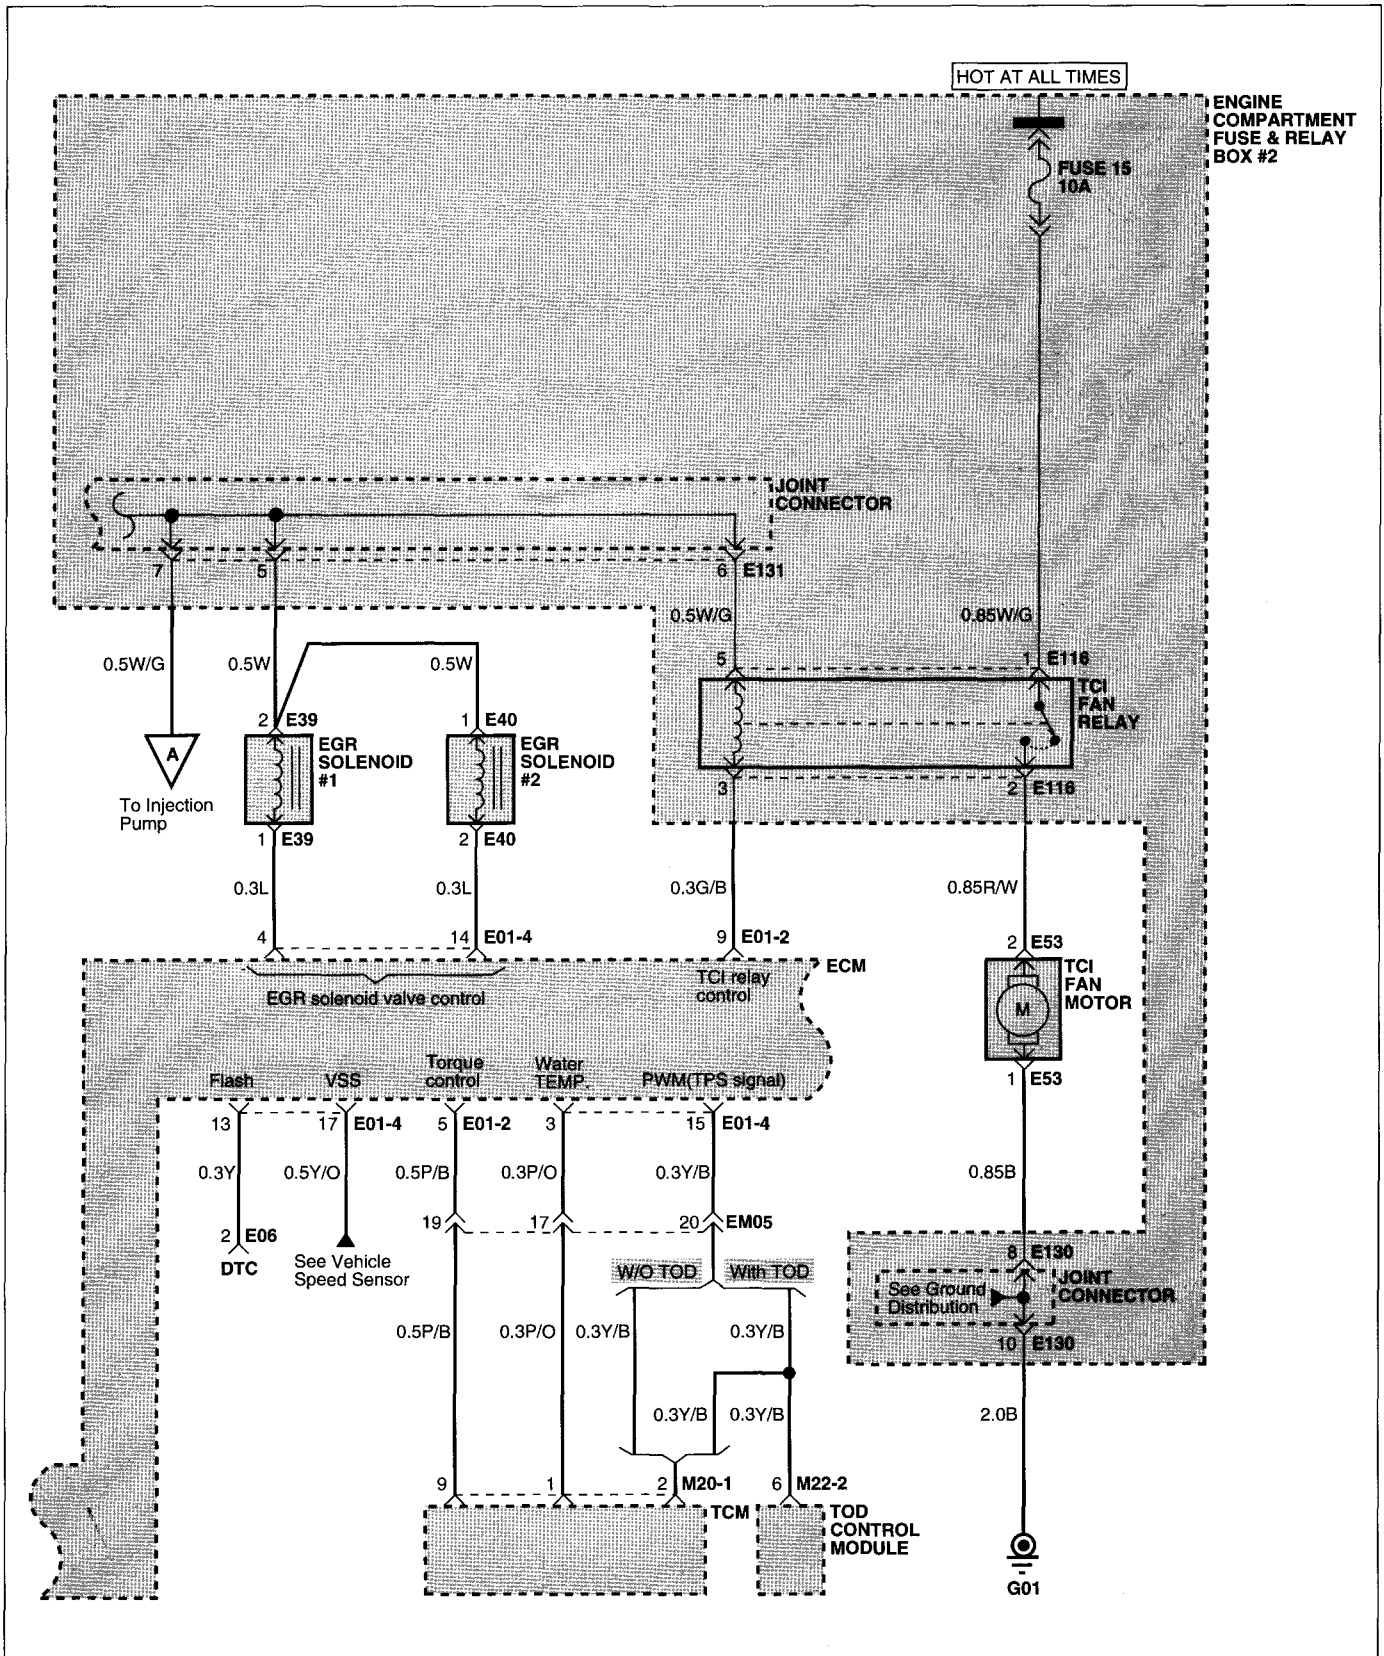 HOT AT ALL TIMES
ENGINE
COMPARTMENT
FUSE & RELAY
BOX #2
FUSE 15
10A
JOINT
CONNECTOR
7
5
6
E131
0.5W/G
0.85W/G
0.5W/G
0.5W
0.5W
5
1
E116
TCI
FAN
RELAY
2
E39
1
E40
A
EGR
SOLENOID
#1
EGR
SOLENOID
#2
3
2
E116
To Injection
Pump
1
E39
2
E40
0.3L
0.3L
0.3G/B
0.85R/W
4
14
E01-4
9
E01-2
2
E53
ECM
EGR solenoid valve control
TCI relay
control
TCI
FAN
MOTOR
M
Flash
VSS
Torque
control
Water
TEMP.
PWM(TPS signal)
1
E53
13
17
E01-4
5
E01-2
3
15
E01-4
0.3Y
0.5Y/O
0.5P/B
0.3P/O
0.3Y/B
0.85B
19
17
20
EM05
2
E06
DTC
See Vehicle
Speed Sensor
W/O TOD
With TOD
8
E130
JOINT
CONNECTOR
See Ground
Distribution
10
E130
0.5P/B
0.3P/O
0.3Y/B
0.3Y/B
0.3Y/B
0.3Y/B
2.0B
9
1
2
M20-1
6
M22-2
TCM
TOD
CONTROL
MODULE
G01